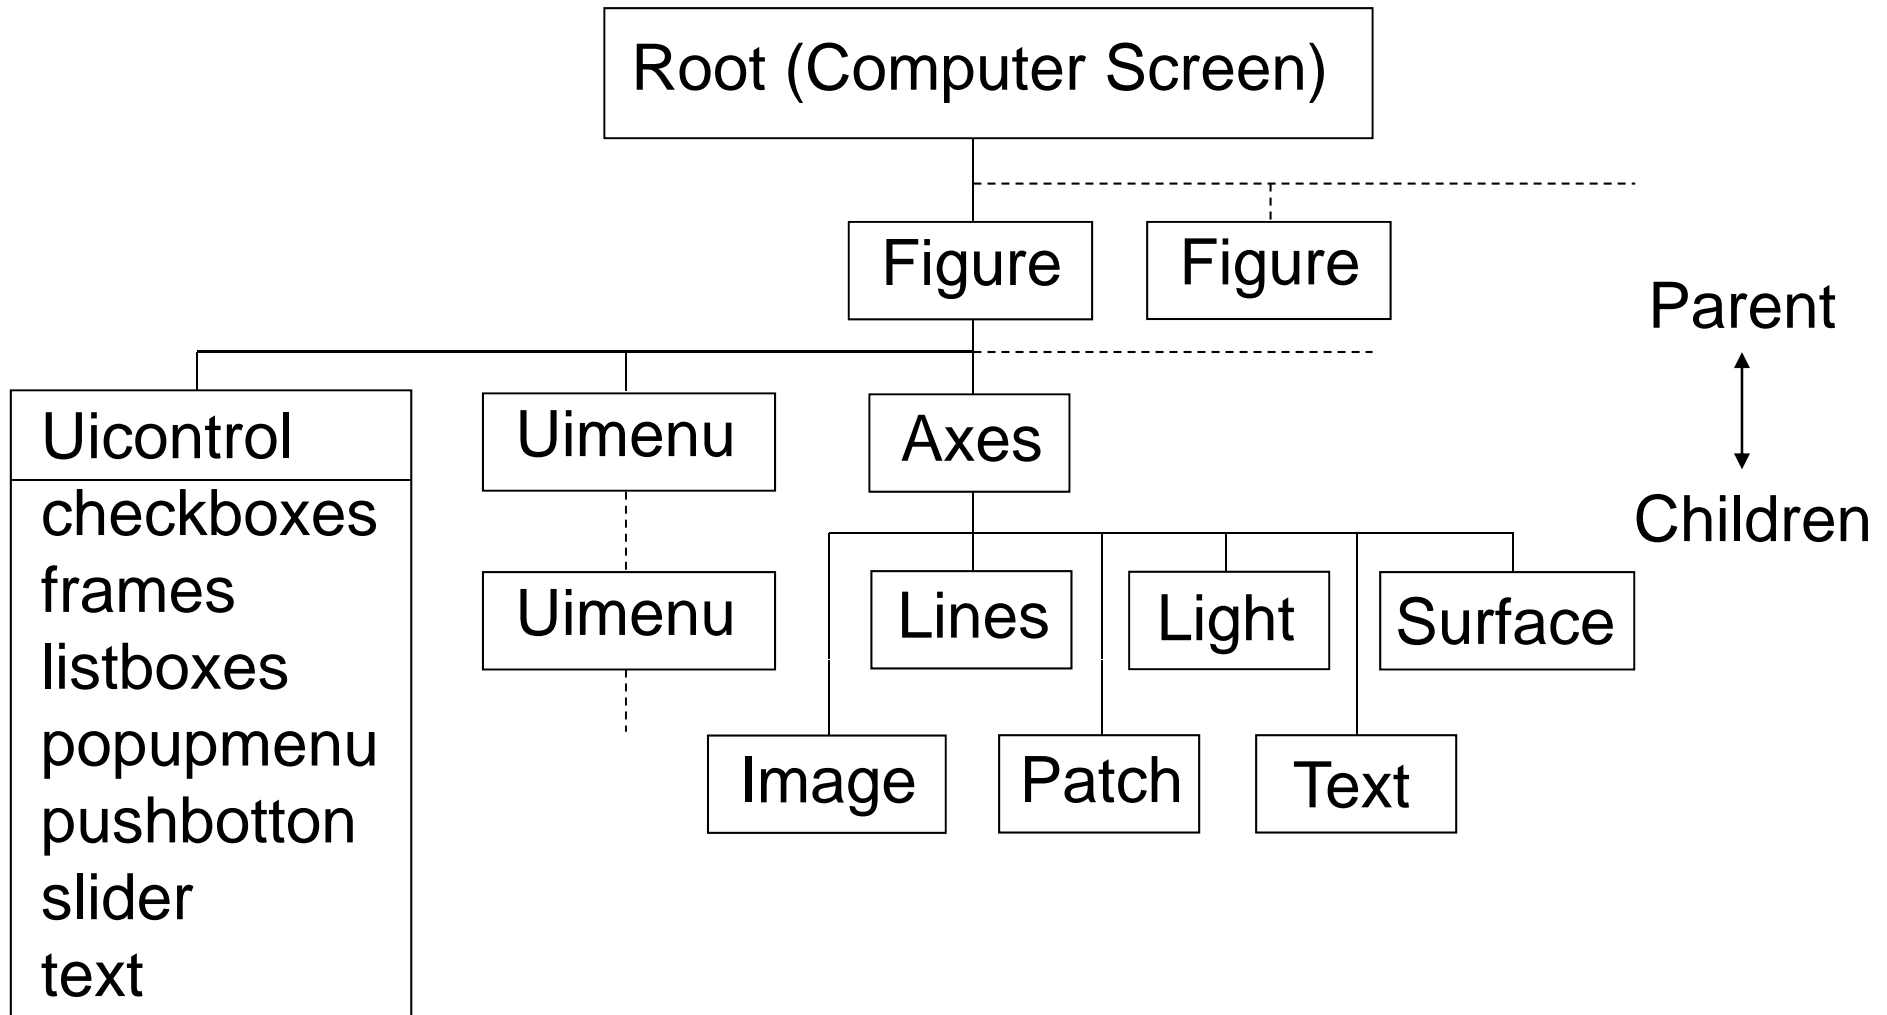 Root (Computer Screen)
Figure
Figure
Parent
Children
Uicontrol
checkboxes
frames
listboxes
popupmenu
pushbotton
slider
text
Uimenu
Uimenu
Axes
Lines
Light
Surface
Image
Patch
Text